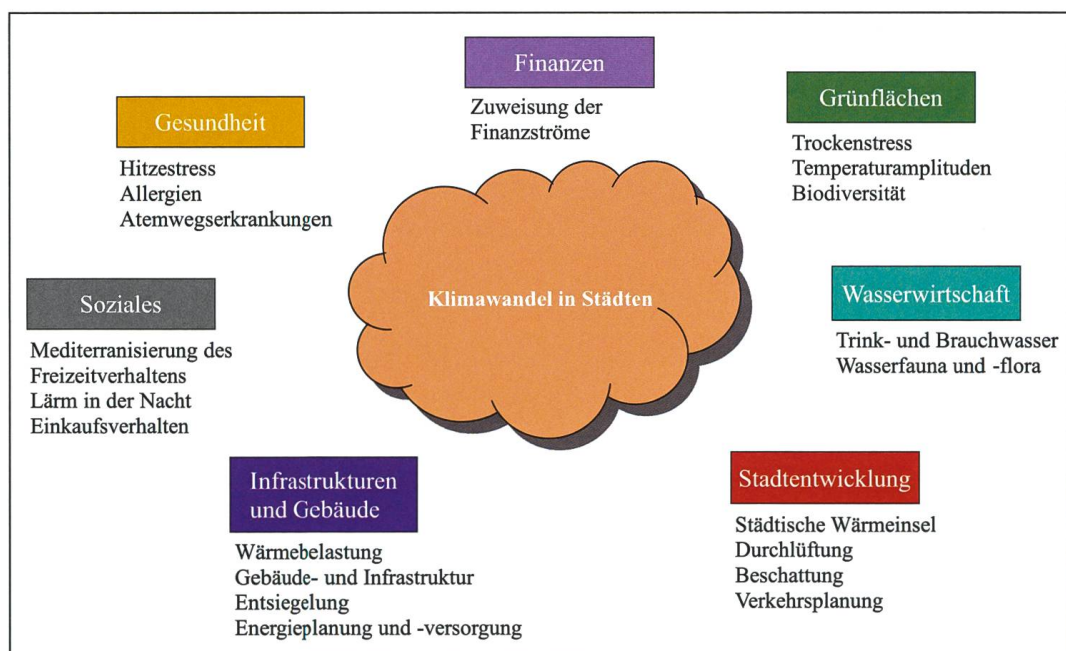 Finanzen
Zuweisung der
Finanzströme
Grünflächen
Trockenstress
Temperaturamplituden
Biodiversität
Gesundheit
Hitzestress
Allergien
Atemwegserkrankungen
Klimawandel in Städten
Soziales
Mediterranisierung des
Freizeitverhaltens
Lärm in der Nacht
Einkaufsverhalten
Wasserwirtschaft
Trink- und Brauchwasser
Wasserfauna und -flora
Infrastrukturen
und Gebäude
Wärmebelastung
Gebäude- und Infrastruktur
Entsiegelung
Energieplanung und -versorgung
Stadtentwicklung
Städtische Wärmeinsel
Durchlüftung
Beschattung
Verkehrsplanung